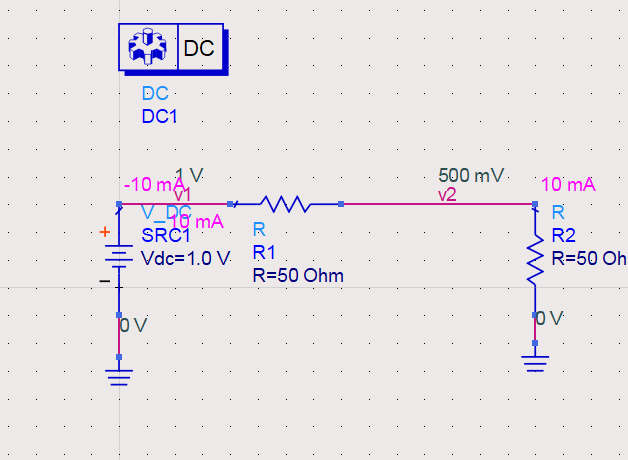 DC
DC
DC1
1 V
-10 mA
v1
V_DC
10 mA
SRC1
Vdc=1.0 V
+
–
0 V
R
R1
R=50 Ohm
500 mV
v2
10 mA
R
R2
R=50 Oh
0 V